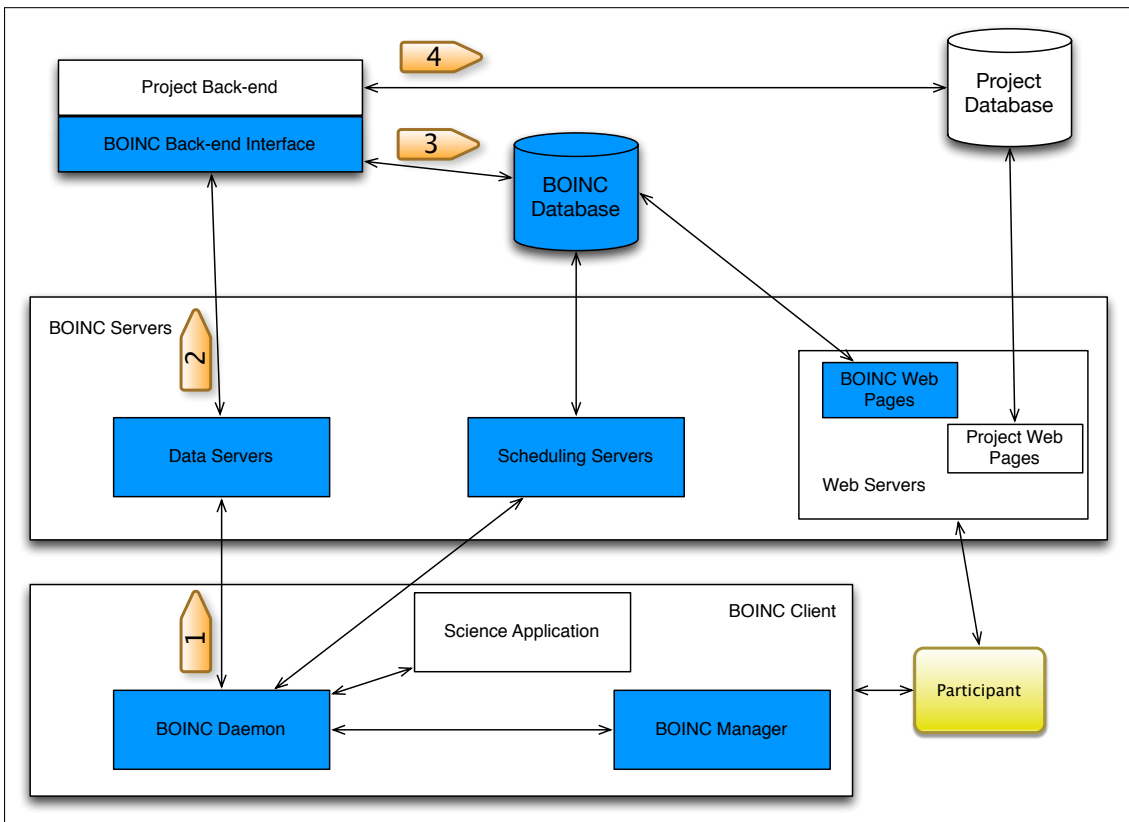 4
Project Back-end
Project
Database
BOINC Back-end Interface
3
BOINC
Database
BOINC Servers
2
BOINC Web
Pages
Data Servers
Scheduling Servers
Project Web
Pages
Web Servers
1
BOINC Client
Science Application
Participant
BOINC Daemon
BOINC Manager